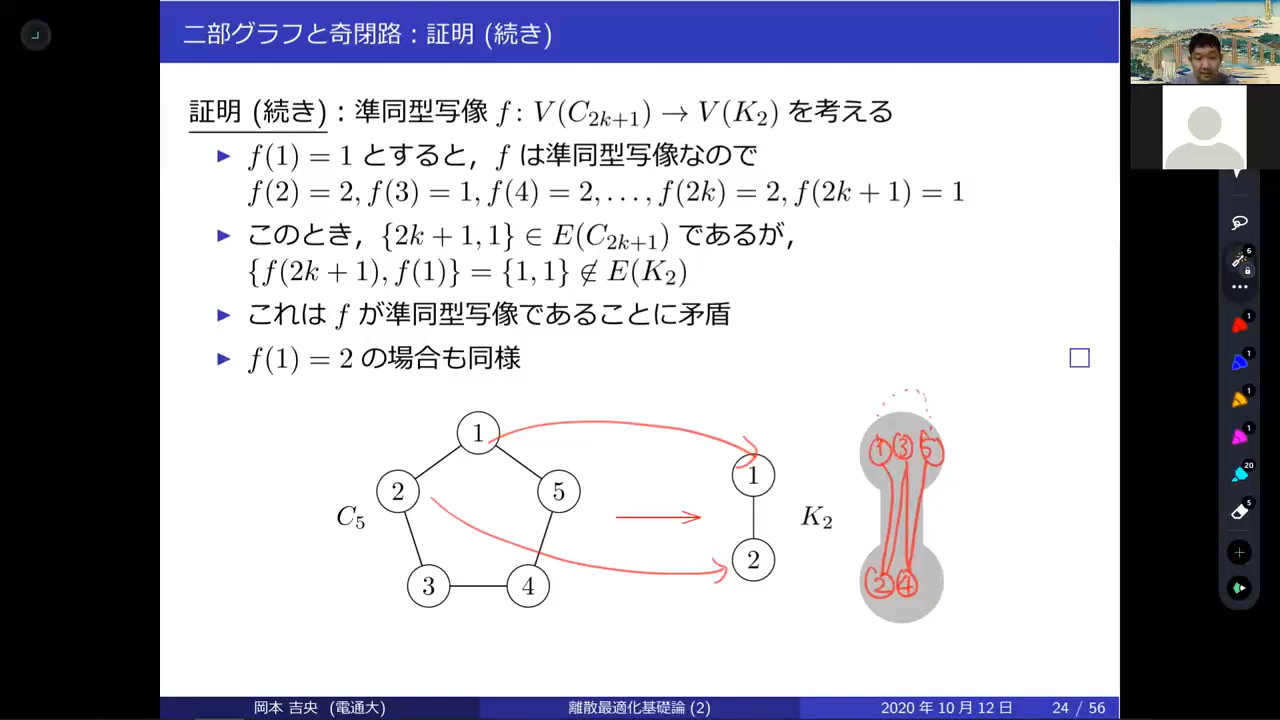 二部グラフと奇閉路：証明 (続き)
証明 (続き)：準同型写像 f : V(C₂ₖ₊₁) → V(K₂) を考える
▶ f(1) = 1 とすると，f は準同型写像なので
f(2) = 2, f(3) = 1, f(4) = 2, . . . , f(2k) = 2, f(2k + 1) = 1
▶ このとき，{2k + 1, 1} ∈ E(C₂ₖ₊₁) であるが，
{f(2k + 1), f(1)} = {1, 1} ∉ E(K₂)
▶ これは f が準同型写像であることに矛盾
▶ f(1) = 2 の場合も同様 □
1
2
5
3
4
C₅
1
2
K₂
1 3 5
2 4
岡本 吉央 (電通大)
離散最適化基礎論 (2)
2020 年 10 月 12 日
24 / 56
6
1
1
1
1
20
5